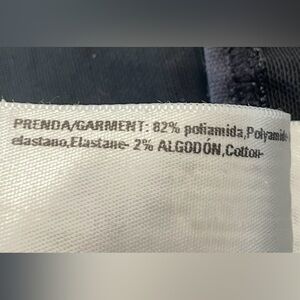 PRENDA/GARMENT: 82% poliamida,Polyamide-
elastano,Elastane- 2% ALGODÓN,Cotton-